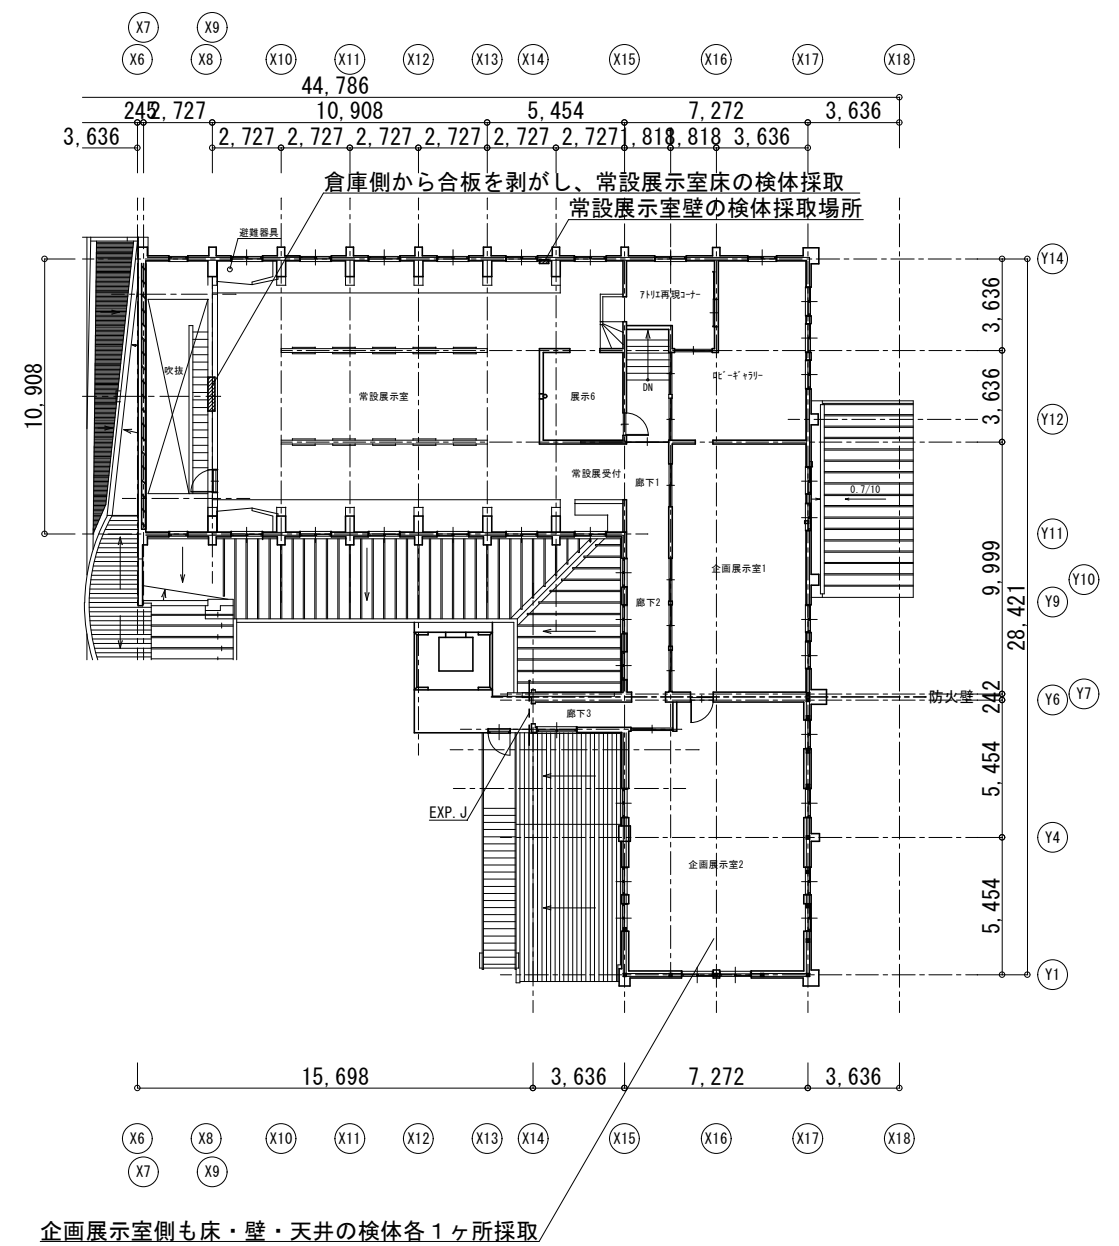 X7 X9
X6 X8 X10 X11 X12 X13 X14 X15 X16 X17 X18
44,786
245 2,727 10,908 5,454 7,272 3,636
3,636 2,727 2,727 2,727 2,727 2,727 2,727 1,818 1,818 3,636
倉庫側から合板を剥がし、常設展示室床の検体採取
常設展示室壁の検体採取場所
避難器具
Y14
ｱﾄﾘｴ再現ｺｰﾅｰ
3,636
吹抜
ﾛﾋﾞｰｷﾞｬﾗﾘｰ
DN
常設展示室
展示6
10,908
3,636
Y12
常設展受付
廊下1
0.7/10
Y11
企画展示室1
9,999
Y10
廊下2
Y9
28,421
防火壁
242
Y6 Y7
廊下3
5,454
EXP.J
Y4
企画展示室2
5,454
Y1
15,698 3,636 7,272 3,636
X6 X8 X10 X11 X12 X13 X14 X15 X16 X17 X18
X7 X9
企画展示室側も床・壁・天井の検体各１ヶ所採取